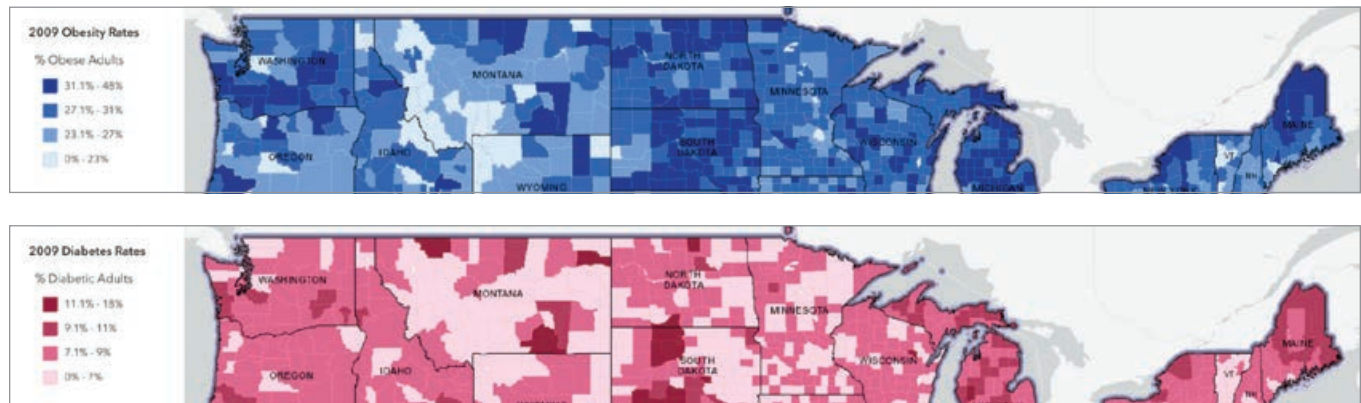 2009 Obesity Rates
% Obese Adults
31.1% - 48%
27.1% - 31%
23.1% - 27%
0% - 23%
WASHINGTON
MONTANA
NORTH
DAKOTA
MINNESOTA
OREGON
IDAHO
WYOMING
SOUTH
DAKOTA
WISCONSIN
MICHIGAN
VT
NH
MAINE
2009 Diabetes Rates
% Diabetic Adults
11.1% - 18%
9.1% - 11%
7.1% - 9%
0% - 7%
WASHINGTON
MONTANA
NORTH
DAKOTA
MINNESOTA
OREGON
IDAHO
SOUTH
DAKOTA
WISCONSIN
VT
NH
MAINE